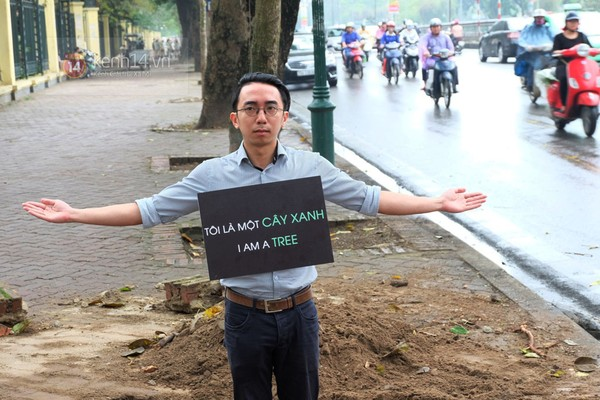 kenh14.vn
TÔI LÀ MỘT CÂY XANH
I AM A TREE